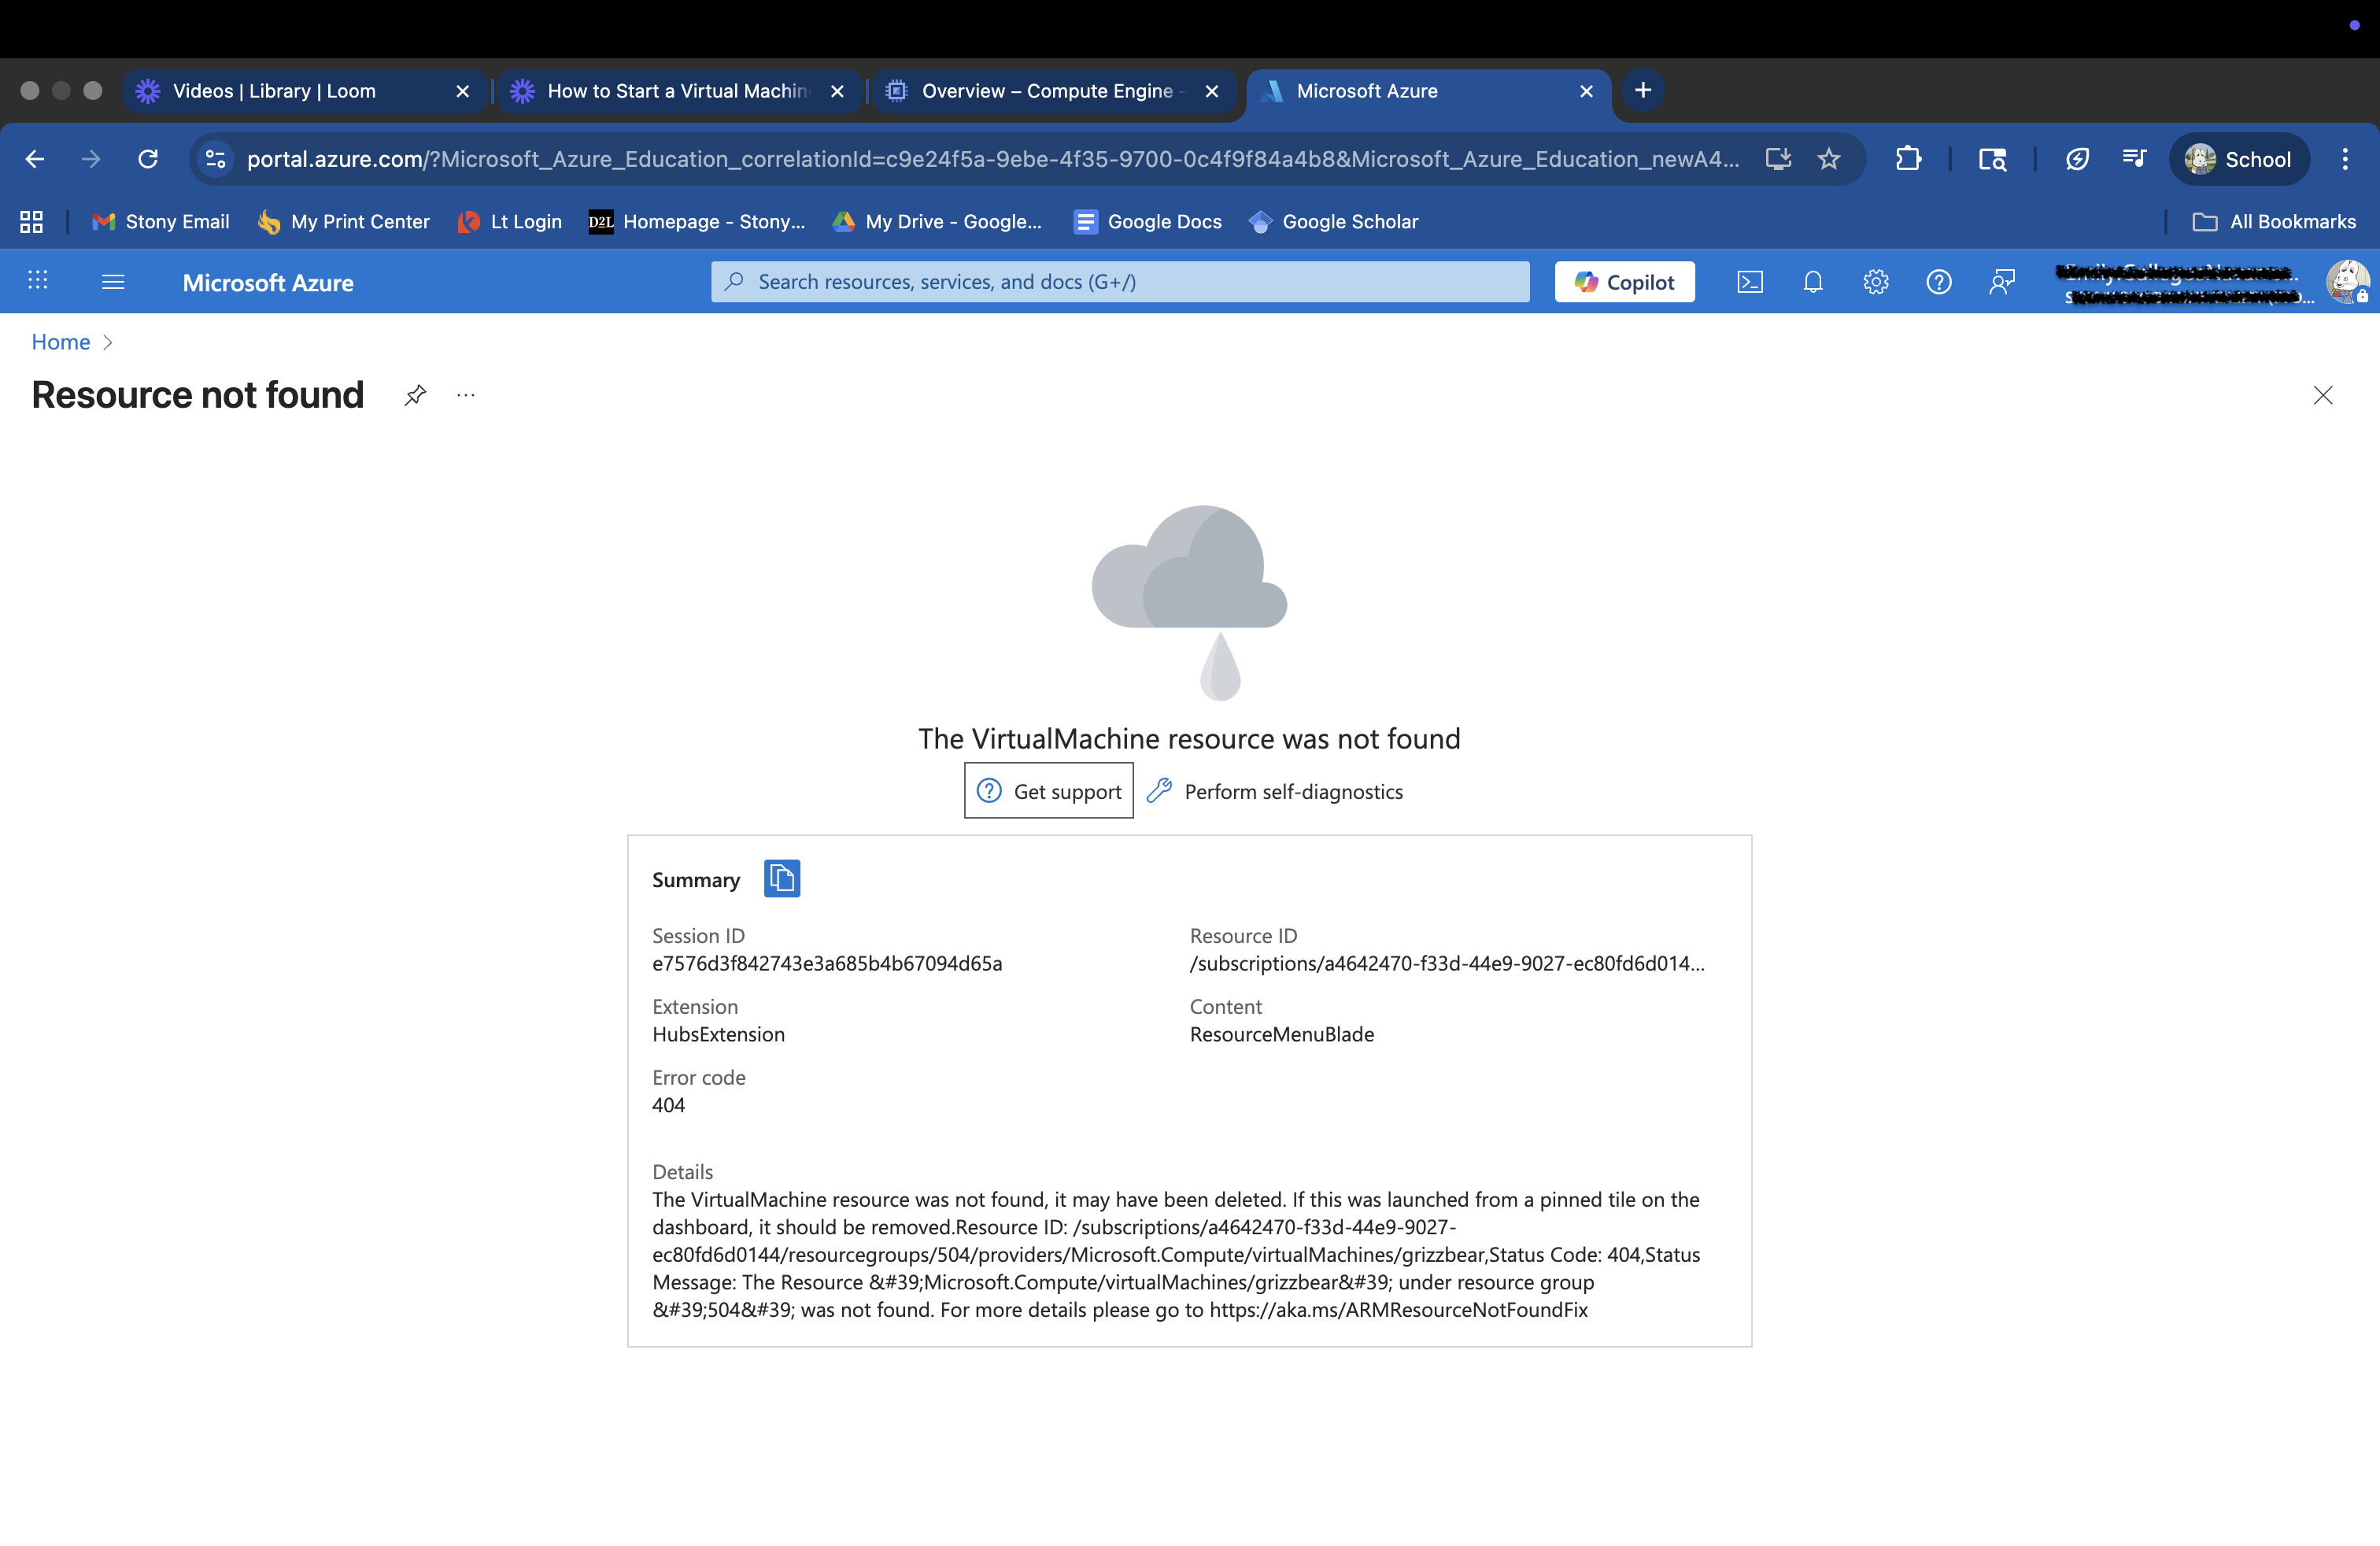 Videos | Library | Loom
How to Start a Virtual Machin
Overview – Compute Engine -
Microsoft Azure
portal.azure.com/?Microsoft_Azure_Education_correlationId=c9e24f5a-9ebe-4f35-9700-0c4f9f84a4b8&Microsoft_Azure_Education_newA4...
School
Stony Email
My Print Center
Lt Login
D2L Homepage - Stony...
My Drive - Google...
Google Docs
Google Scholar
All Bookmarks
Microsoft Azure
Search resources, services, and docs (G+/)
Copilot
Home
Resource not found
The VirtualMachine resource was not found
Get support
Perform self-diagnostics
Summary
Session ID
e7576d3f842743e3a685b4b67094d65a
Resource ID
/subscriptions/a4642470-f33d-44e9-9027-ec80fd6d014...
Extension
HubsExtension
Content
ResourceMenuBlade
Error code
404
Details
The VirtualMachine resource was not found, it may have been deleted. If this was launched from a pinned tile on the
dashboard, it should be removed.Resource ID: /subscriptions/a4642470-f33d-44e9-9027-
ec80fd6d0144/resourcegroups/504/providers/Microsoft.Compute/virtualMachines/grizzbear,Status Code: 404,Status
Message: The Resource &#39;Microsoft.Compute/virtualMachines/grizzbear&#39; under resource group
&#39;504&#39; was not found. For more details please go to https://aka.ms/ARMResourceNotFoundFix